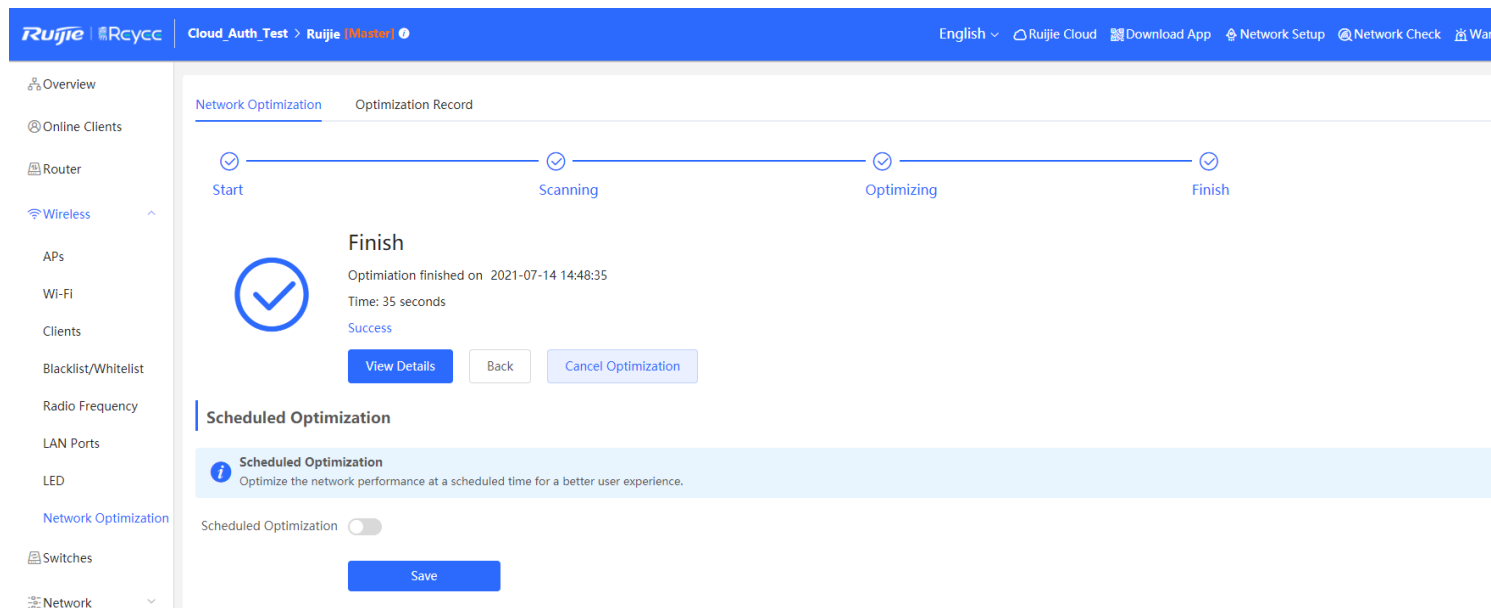 Ruijie | Rcycc Cloud_Auth_Test > Ruijie [Master] English Ruijie Cloud Download App Network Setup Network Check
Overview
Online Clients
Router
Wireless
APs
Wi-Fi
Clients
Blacklist/Whitelist
Radio Frequency
LAN Ports
LED
Network Optimization
Switches
Network
Network Optimization Optimization Record
Start Scanning Optimizing Finish
Finish
Optimiation finished on 2021-07-14 14:48:35
Time: 35 seconds
Success
View Details Back Cancel Optimization
Scheduled Optimization
Scheduled Optimization
Optimize the network performance at a scheduled time for a better user experience.
Scheduled Optimization
Save